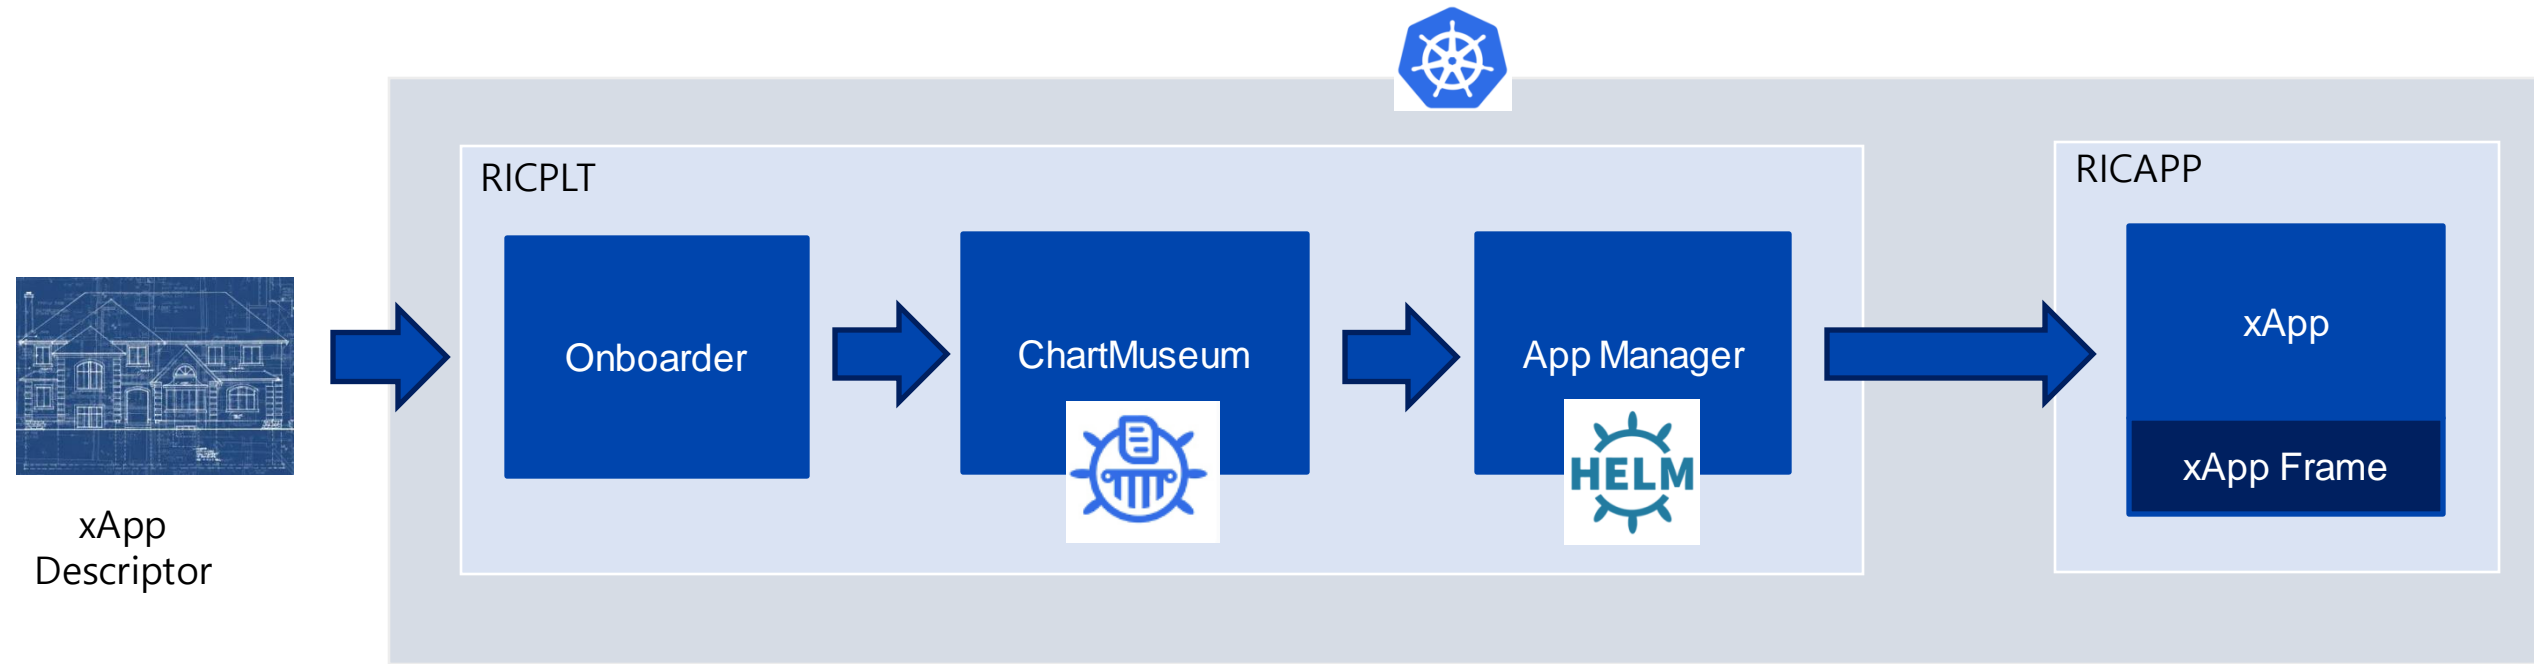 RICPLT
RICAPP
Onboarder
ChartMuseum
App Manager
HELM
xApp
xApp Frame
xApp
Descriptor